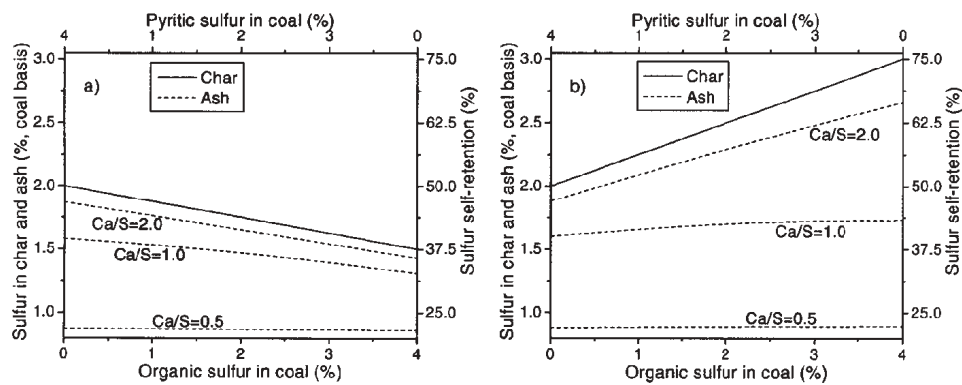 Pyritic sulfur in coal (%)
4 1 2 3 0
3.0
2.5
2.0
1.5
1.0
Sulfur in char and ash (%, coal basis)
a)
Char
Ash
Ca/S=2.0
Ca/S=1.0
Ca/S=0.5
75.0
62.5
50.0
37.5
25.0
Sulfur self-retention (%)
0 1 2 3 4
Organic sulfur in coal (%)
Pyritic sulfur in coal (%)
4 1 2 3 0
3.0
2.5
2.0
1.5
1.0
Sulfur in char and ash (%, coal basis)
b)
Char
Ash
Ca/S=2.0
Ca/S=1.0
Ca/S=0.5
75.0
62.5
50.0
37.5
25.0
Sulfur self-retention (%)
0 1 2 3 4
Organic sulfur in coal (%)